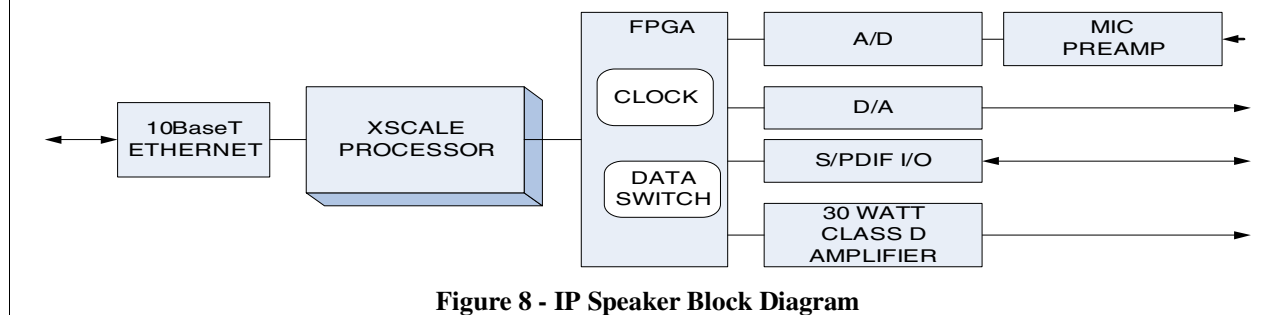 10BaseT
ETHERNET
XSCALE
PROCESSOR
FPGA
CLOCK
DATA
SWITCH
A/D
MIC
PREAMP
D/A
S/PDIF I/O
30 WATT
CLASS D
AMPLIFIER
Figure 8 - IP Speaker Block Diagram